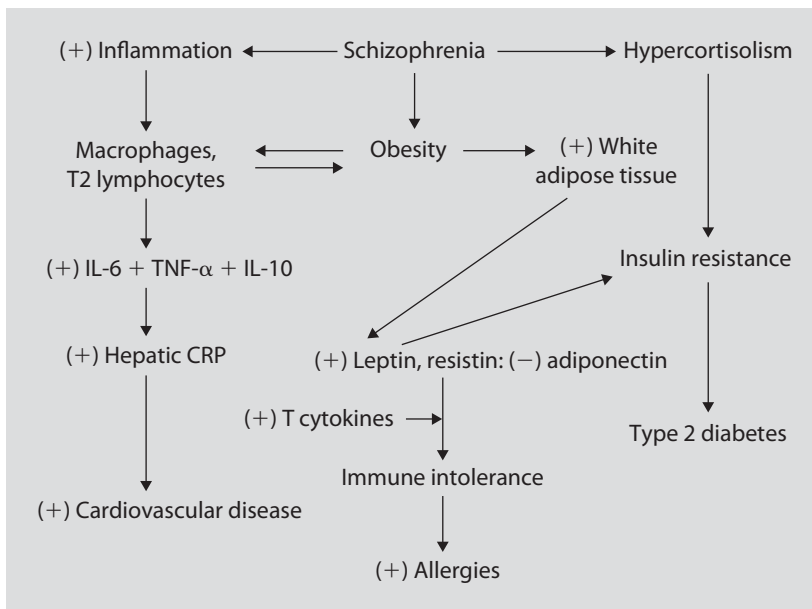 (+) Inflammation
Schizophrenia
Hypercortisolism
Macrophages,
T2 lymphocytes
Obesity
(+) White
adipose tissue
(+) IL-6 + TNF-α + IL-10
Insulin resistance
(+) Hepatic CRP
(+) Leptin, resistin: (−) adiponectin
(+) T cytokines
Type 2 diabetes
Immune intolerance
(+) Cardiovascular disease
(+) Allergies